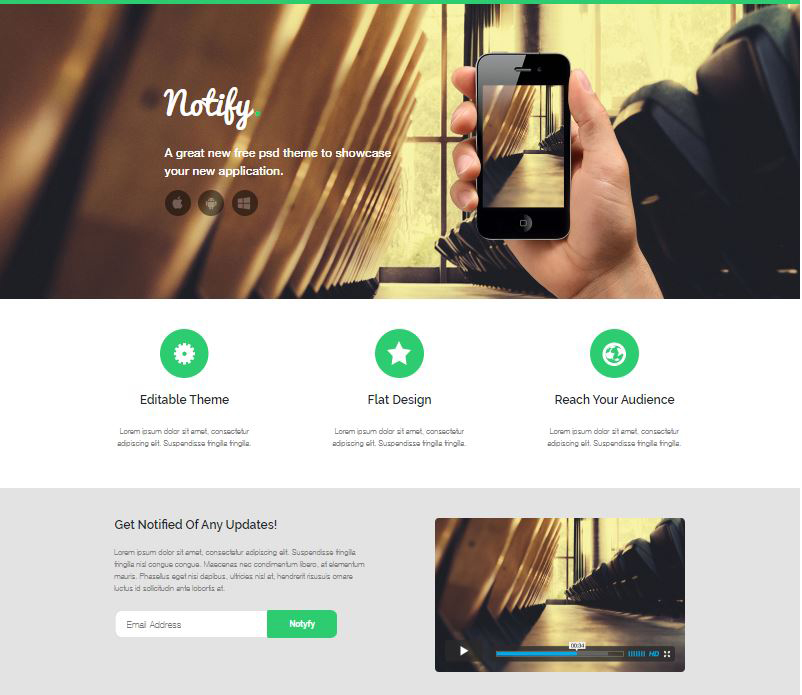 Notify.
A great new free psd theme to showcase
your new application.
Editable Theme
Flat Design
Reach Your Audience
Lorem ipsum dolor sit amet, consectetur
adipiscing elit. Suspendisse fringilla fringilla.
Lorem ipsum dolor sit amet, consectetur
adipiscing elit. Suspendisse fringilla fringilla.
Lorem ipsum dolor sit amet, consectetur
adipiscing elit. Suspendisse fringilla fringilla.
Get Notified Of Any Updates!
Lorem ipsum dolor sit amet, consectetur adipiscing elit. Suspendisse fringilla
fringilla nisl congue congue. Maecenas nec condimentum libero, at elementum
mauris. Phasellus eget nisi dapibus, ultricies nisl at, hendrerit risusuis ornare
luctus id sollicitudin ante lobortis at.
Email Address
Notyfy
00:34
HD